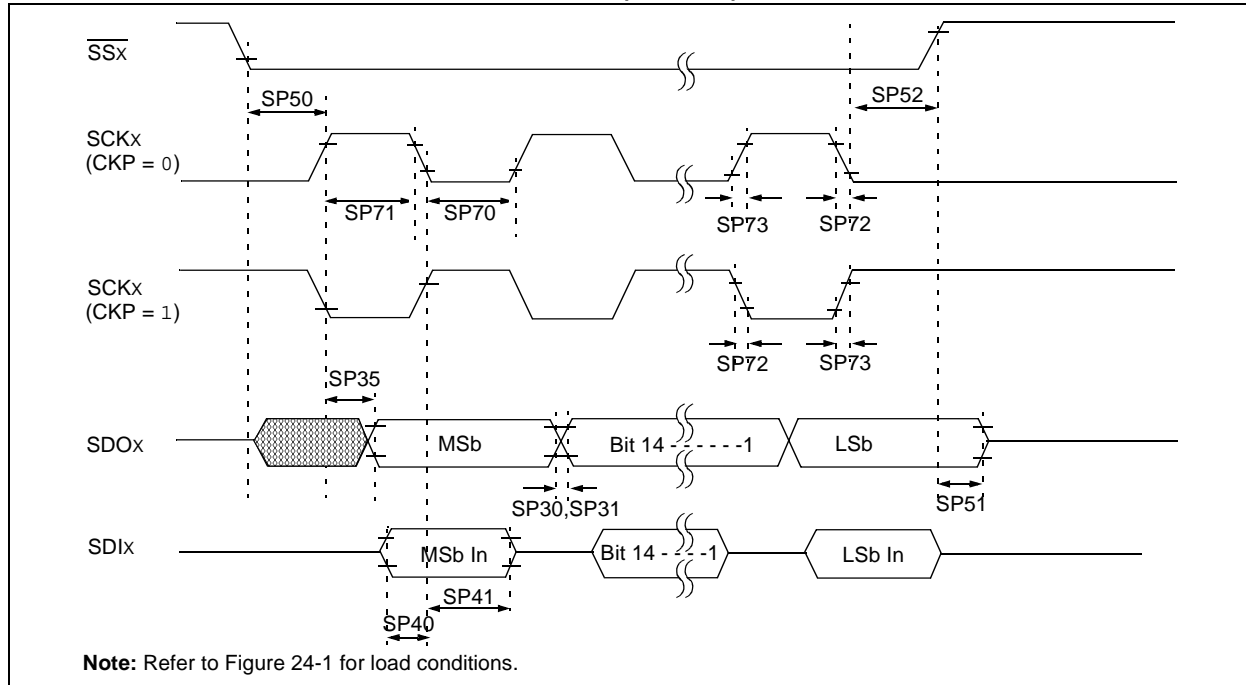 SSX
SP50
SP52
SCKX
(CKP = 0)
SP71
SP70
SP73
SP72
SCKX
(CKP = 1)
SP72
SP73
SP35
SDOX
MSb
Bit 14 - - - - - -1
LSb
SP30,SP31
SP51
SDIX
MSb In
Bit 14 - - - -1
LSb In
SP41
SP40
Note: Refer to Figure 24-1 for load conditions.